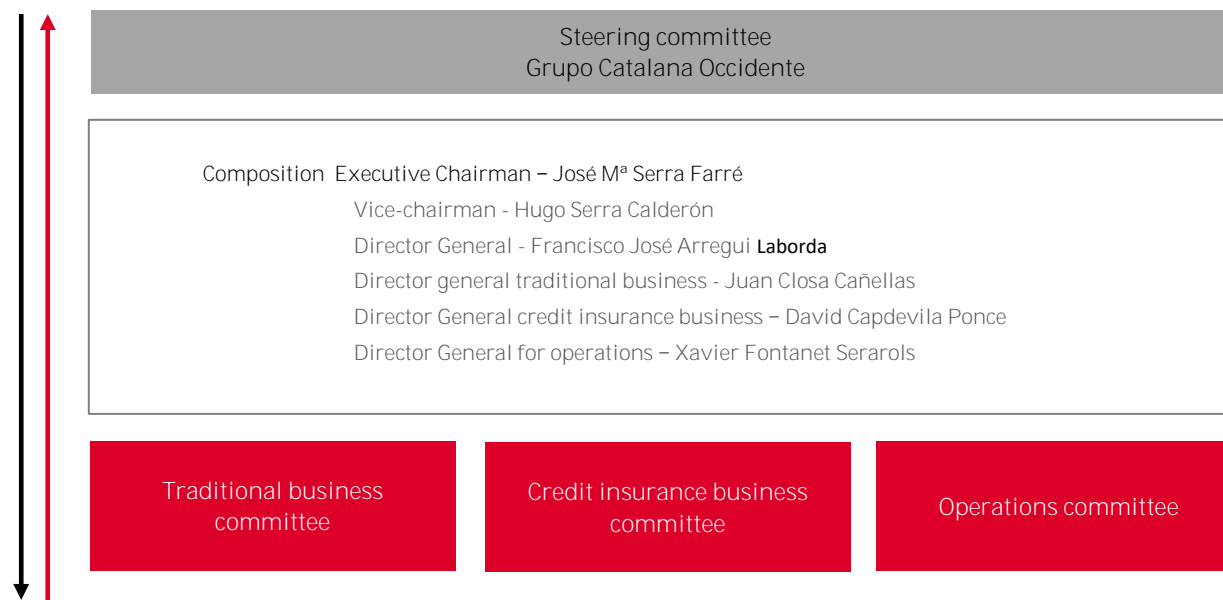 Steering committee
Grupo Catalana Occidente
Composition Executive Chairman – José Mª Serra Farré
Vice-chairman - Hugo Serra Calderón
Director General - Francisco José Arregui Laborda
Director general traditional business - Juan Closa Cañellas
Director General credit insurance business – David Capdevila Ponce
Director General for operations – Xavier Fontanet Serarols
Traditional business
committee
Credit insurance business
committee
Operations committee